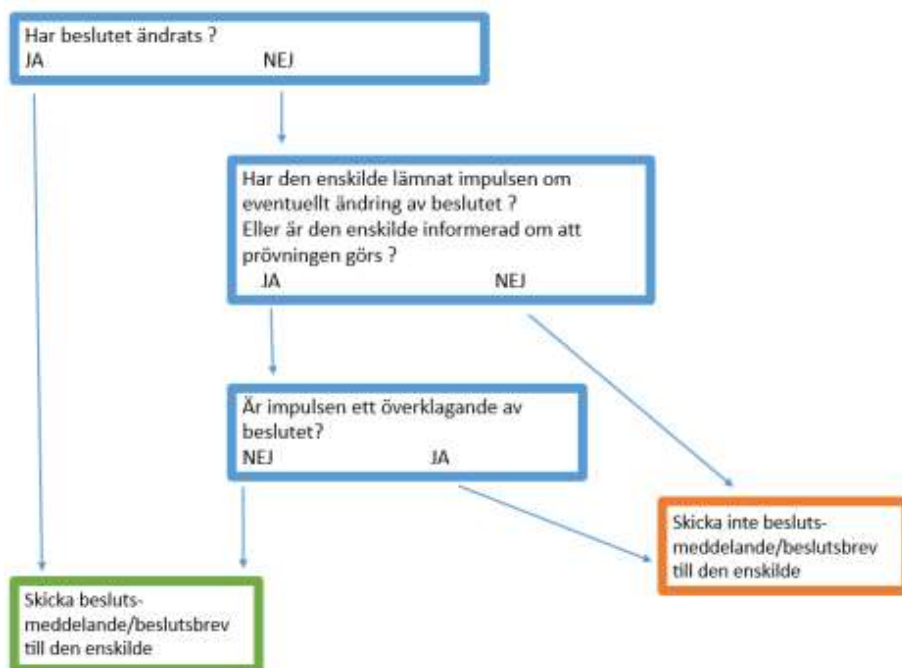 Har beslutet ändrats ?
JA NEJ
Har den enskilde lämnat impulsen om
eventuellt ändring av beslutet ?
Eller är den enskilde informerad om att
prövningen görs ?
JA NEJ
Är impulsen ett överklagande av
beslutet?
NEJ JA
Skicka inte besluts-
meddelande/beslutsbrev
till den enskilde
Skicka besluts-
meddelande/beslutsbrev
till den enskilde